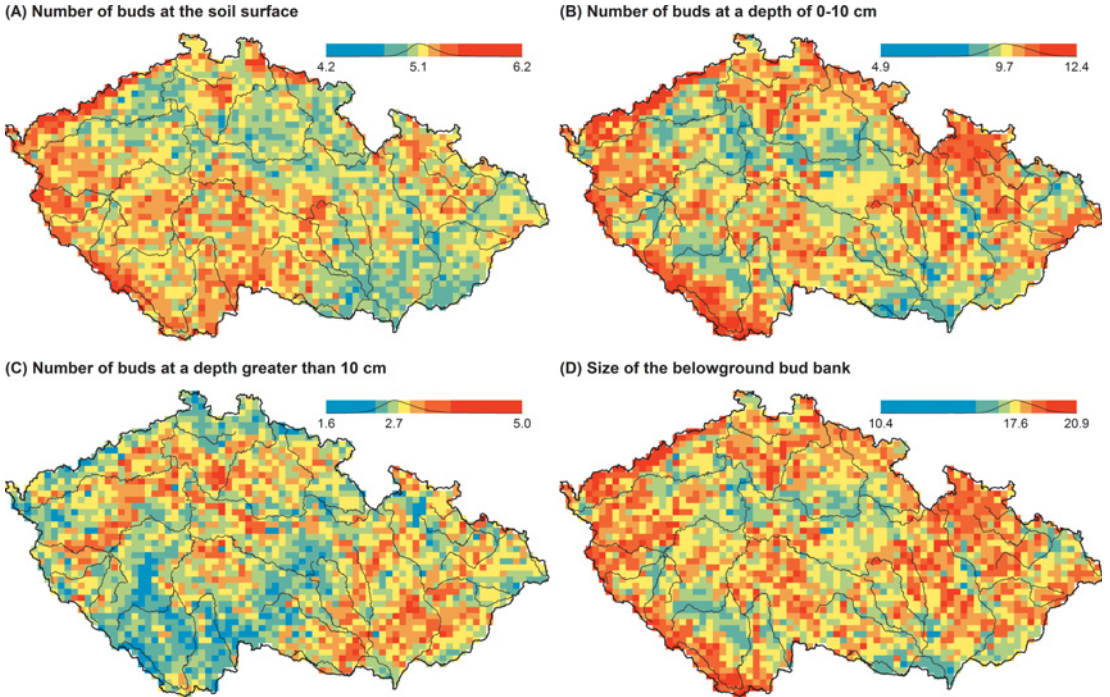 (A) Number of buds at the soil surface
4.2 5.1 6.2
(B) Number of buds at a depth of 0-10 cm
4.9 9.7 12.4
(C) Number of buds at a depth greater than 10 cm
1.6 2.7 5.0
(D) Size of the belowground bud bank
10.4 17.6 20.9